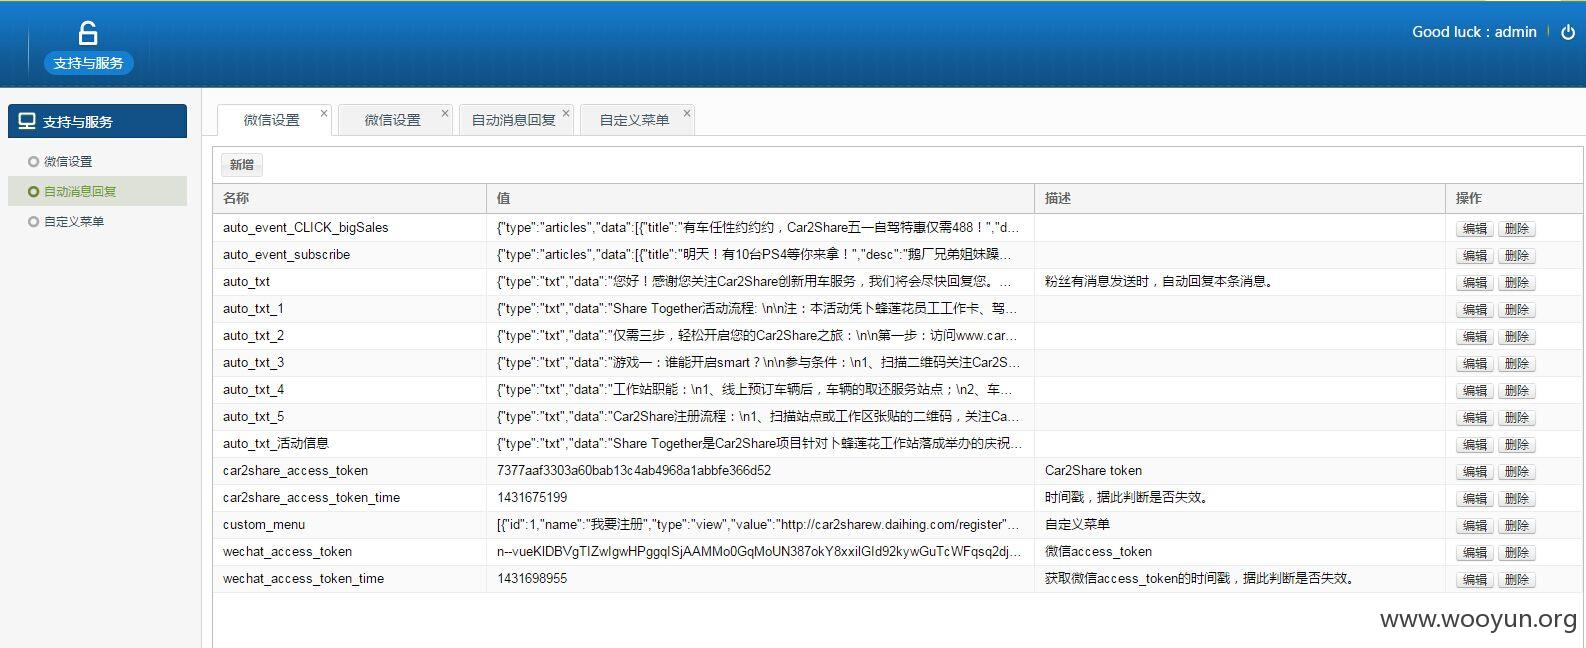 Good luck : admin
支持与服务
支持与服务
微信设置
自动消息回复
自定义菜单
微信设置 × 微信设置 × 自动消息回复 × 自定义菜单 ×
新增
名称 值 描述 操作
auto_event_CLICK_bigSales {"type":"articles","data":[{"title":"有车任性约约约，Car2Share五一自驾特惠仅需488！","d... 编辑 删除
auto_event_subscribe {"type":"articles","data":[{"title":"明天！有10台PS4等你来拿！","desc":"鹅厂兄弟姐妹躁... 编辑 删除
auto_txt {"type":"txt","data":"您好！感谢您关注Car2Share创新用车服务，我们将会尽快回复您。... 粉丝有消息发送时，自动回复本条消息。 编辑 删除
auto_txt_1 {"type":"txt","data":"Share Together活动流程: \n\n注：本活动凭卜蜂莲花员工工作卡、驾... 编辑 删除
auto_txt_2 {"type":"txt","data":"仅需三步，轻松开启您的Car2Share之旅：\n\n第一步：访问www.car... 编辑 删除
auto_txt_3 {"type":"txt","data":"游戏一：谁能开启smart？\n\n参与条件：\n1、扫描二维码关注Car2S... 编辑 删除
auto_txt_4 {"type":"txt","data":"工作站职能：\n1、线上预订车辆后，车辆的取还服务站点；\n2、车... 编辑 删除
auto_txt_5 {"type":"txt","data":"Car2Share注册流程：\n1、扫描站点或工作区张贴的二维码，关注Ca... 编辑 删除
auto_txt_活动信息 {"type":"txt","data":"Share Together是Car2Share项目针对卜蜂莲花工作站落成举办的庆祝... 编辑 删除
car2share_access_token 7377aaf3303a60bab13c4ab4968a1abbfe366d52 Car2Share token 编辑 删除
car2share_access_token_time 1431675199 时间戳，据此判断是否失效。 编辑 删除
custom_menu [{"id":1,"name":"我要注册","type":"view","value":"http://car2sharew.daihing.com/register"... 自定义菜单 编辑 删除
wechat_access_token n--vueKIDBVgTIZwIgwHPggqISjAAMMo0GqMoUN387okY8xxilGId92kywGuTcWFqsq2dj... 微信access_token 编辑 删除
wechat_access_token_time 1431698955 获取微信access_token的时间戳，据此判断是否失效。 编辑 删除
www.wooyun.org